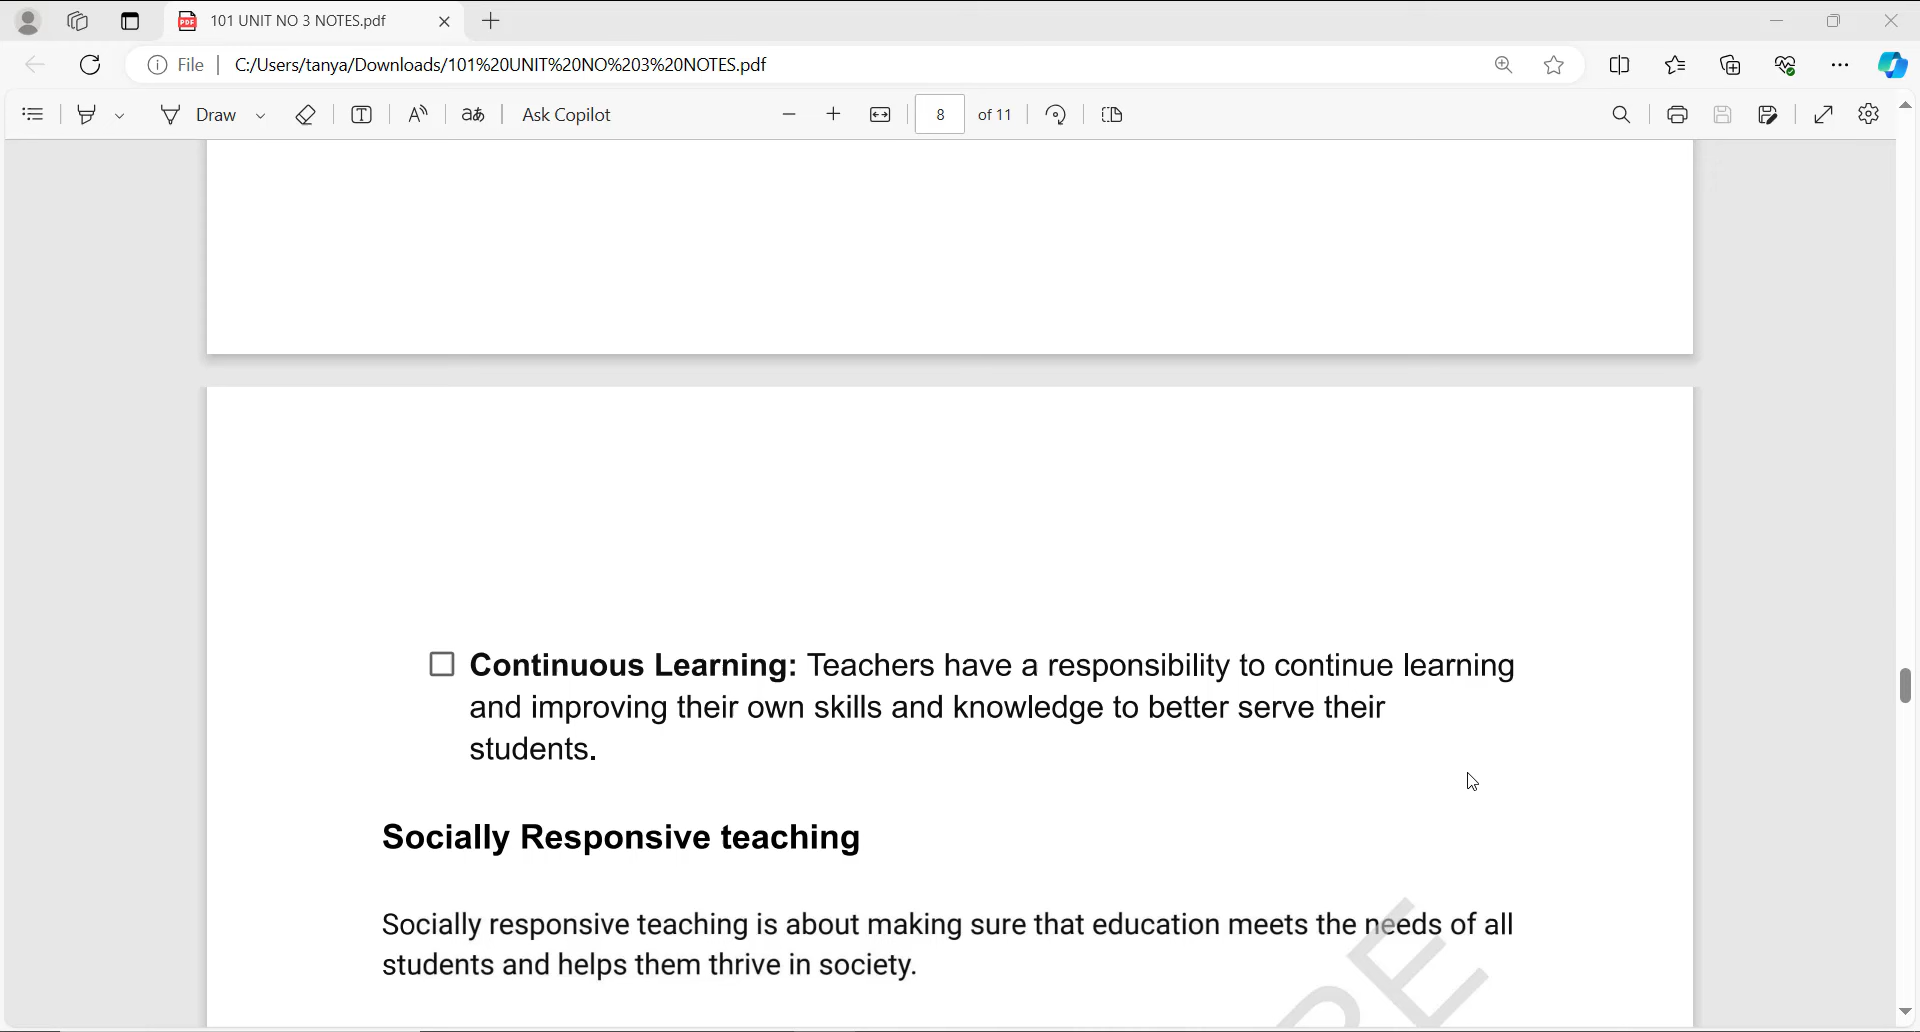 101 UNIT NO 3 NOTES.pdf
File
C:/Users/tanya/Downloads/101%20UNIT%20NO%203%20NOTES.pdf
Draw
aあ
Ask Copilot
8 of 11
Continuous Learning: Teachers have a responsibility to continue learning
and improving their own skills and knowledge to better serve their
students.
Socially Responsive teaching
Socially responsive teaching is about making sure that education meets the needs of all
students and helps them thrive in society.